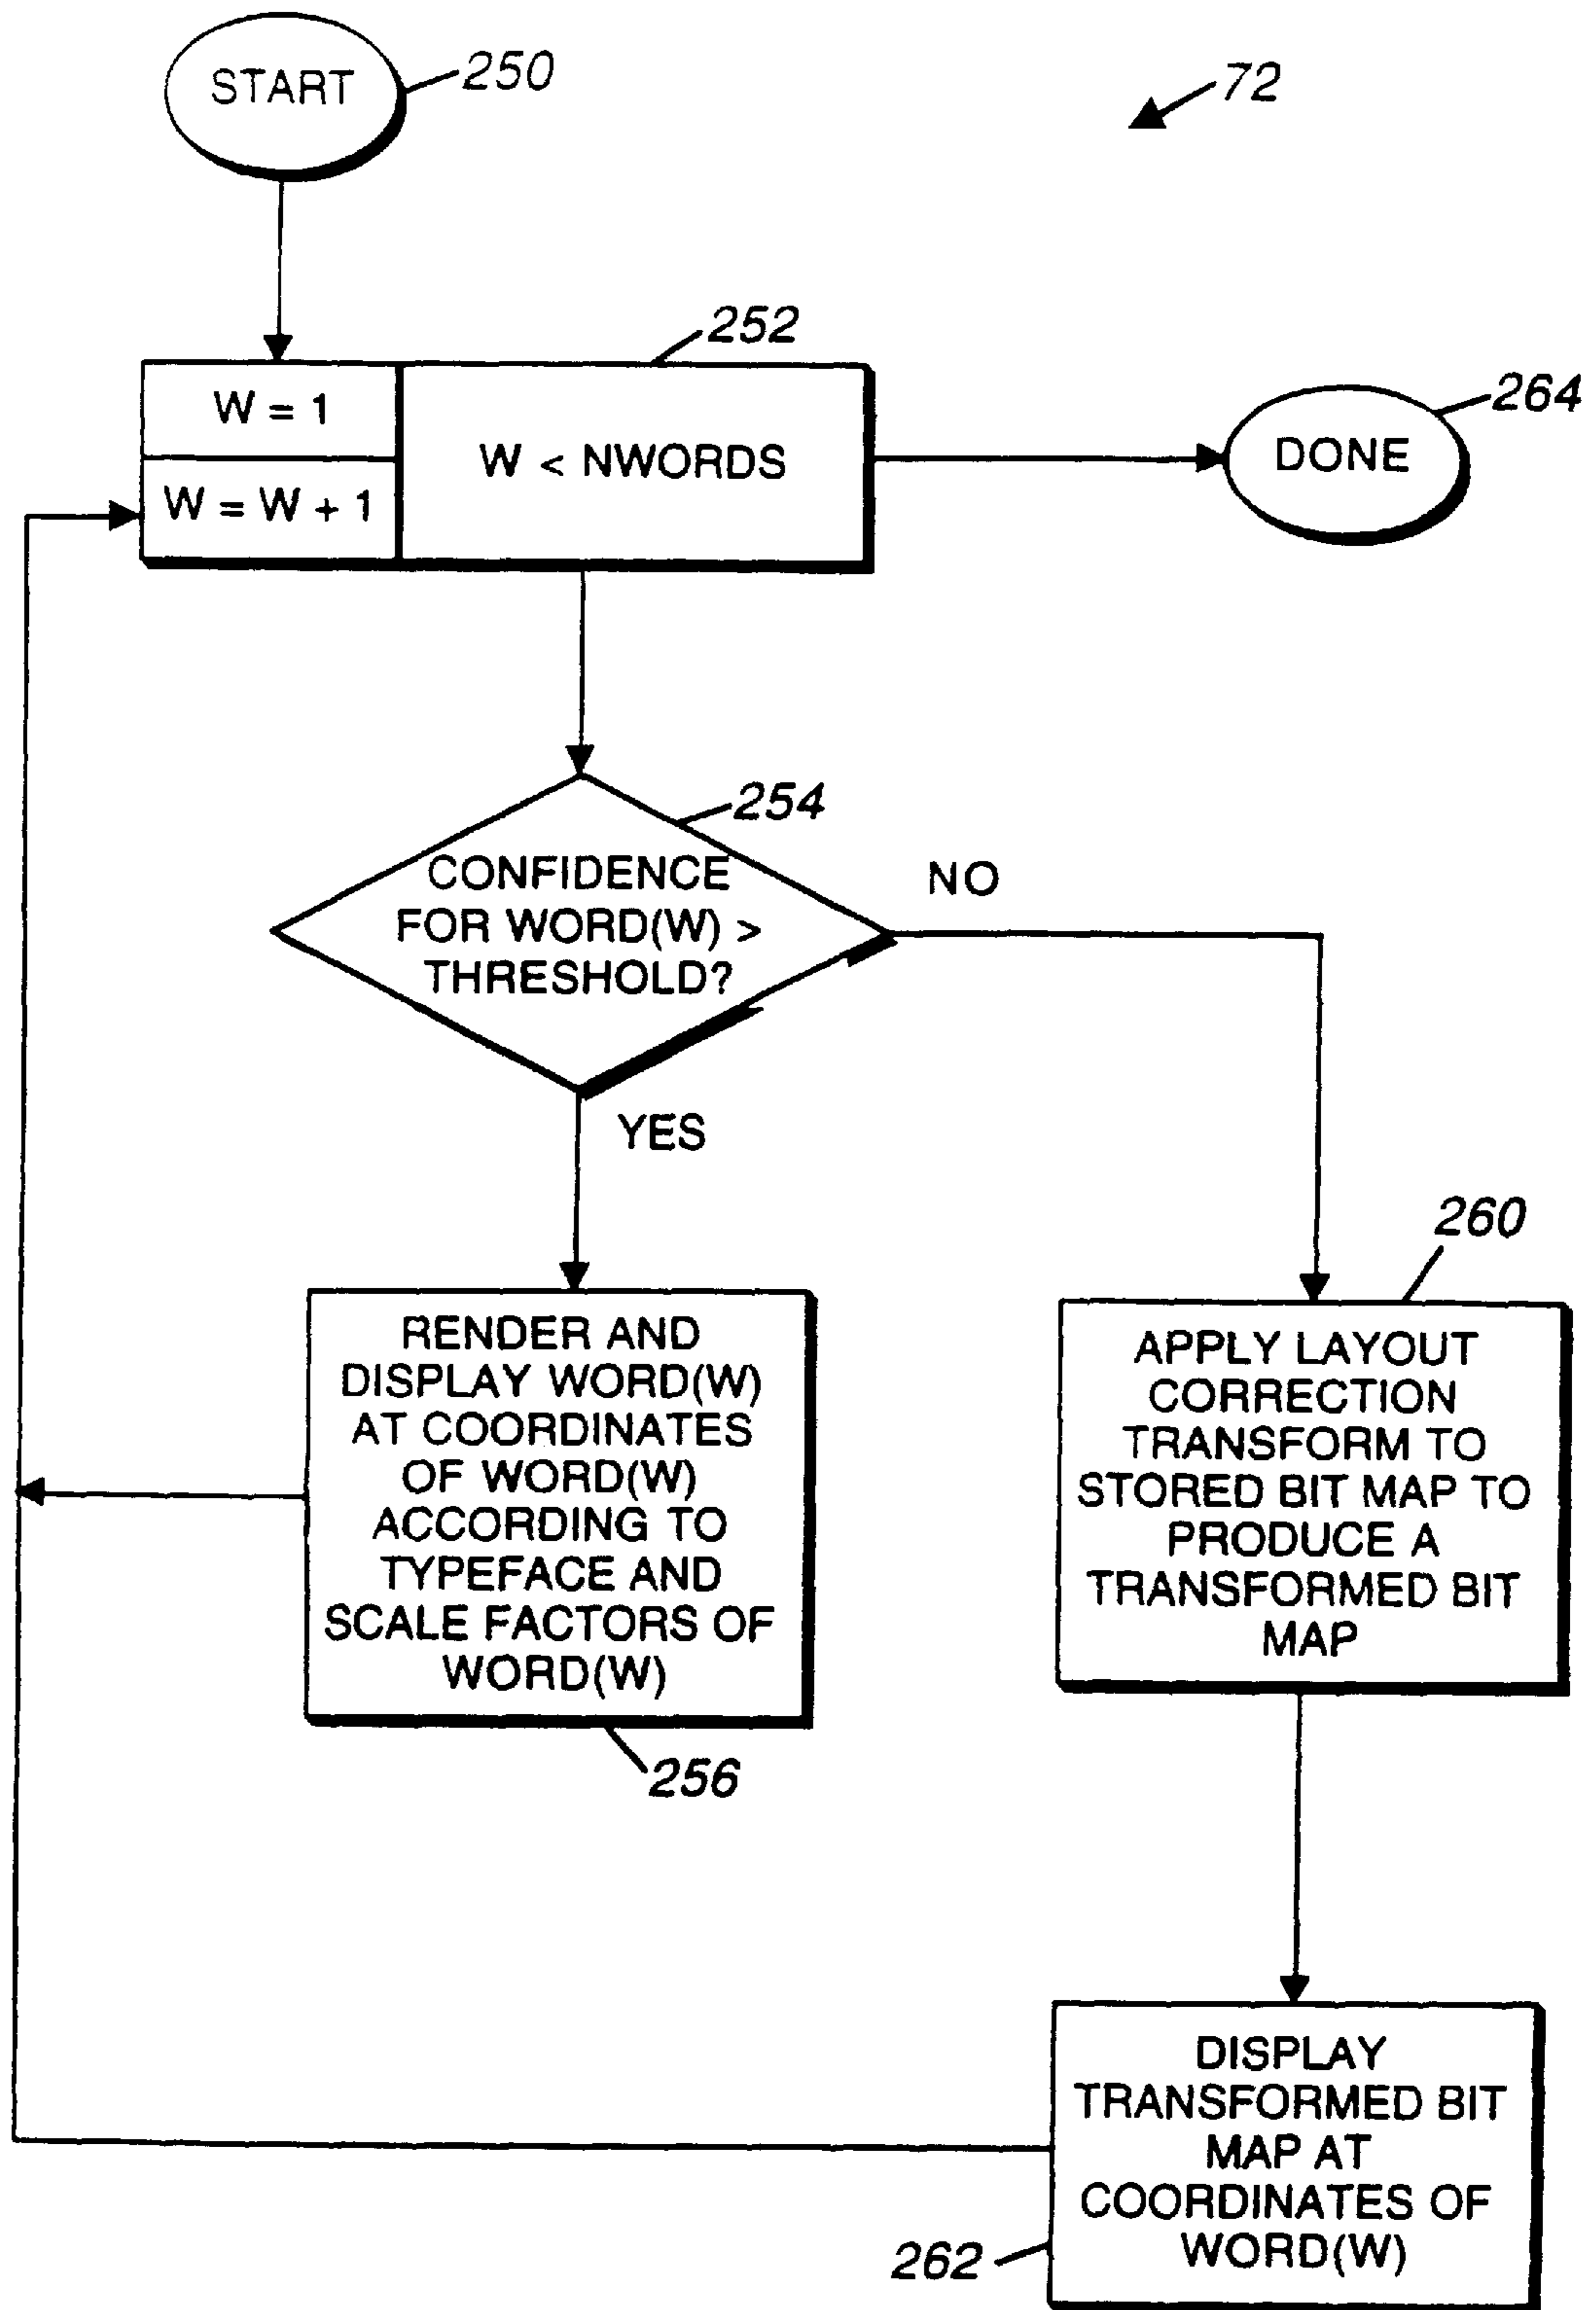 START
250
72
252
W = 1
W < NWORDS
W = W + 1
264
DONE
254
CONFIDENCE
FOR WORD(W) >
THRESHOLD?
NO
YES
260
RENDER AND
DISPLAY WORD(W)
AT COORDINATES
OF WORD(W)
ACCORDING TO
TYPEFACE AND
SCALE FACTORS OF
WORD(W)
256
APPLY LAYOUT
CORRECTION
TRANSFORM TO
STORED BIT MAP TO
PRODUCE A
TRANSFORMED BIT
MAP
DISPLAY
TRANSFORMED BIT
MAP AT
COORDINATES OF
WORD(W)
262